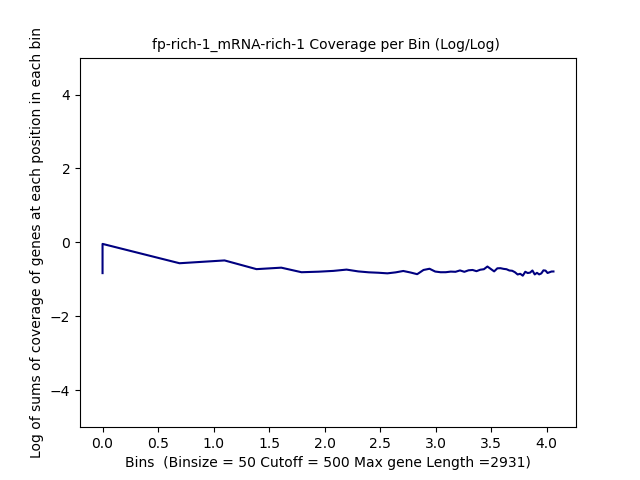 fp-rich-1_mRNA-rich-1 Coverage per Bin (Log/Log)
Log of sums of coverage of genes at each position in each bin
4
2
0
−2
−4
0.0 0.5 1.0 1.5 2.0 2.5 3.0 3.5 4.0
Bins  (Binsize = 50 Cutoff = 500 Max gene Length =2931)